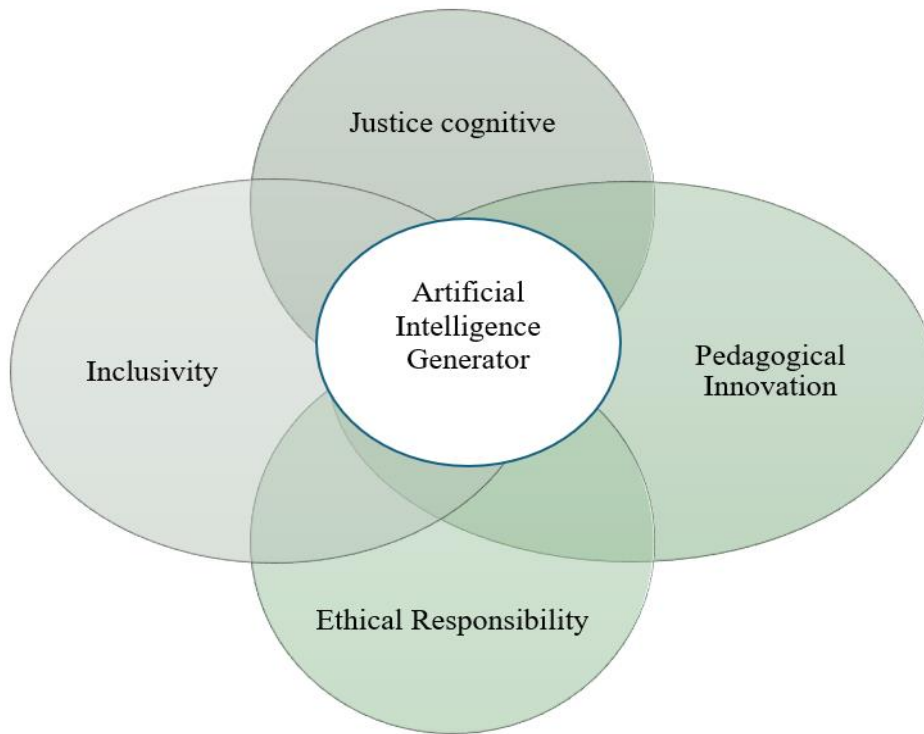 Justice cognitive
Artificial
Intelligence
Generator
Inclusivity
Pedagogical
Innovation
Ethical Responsibility